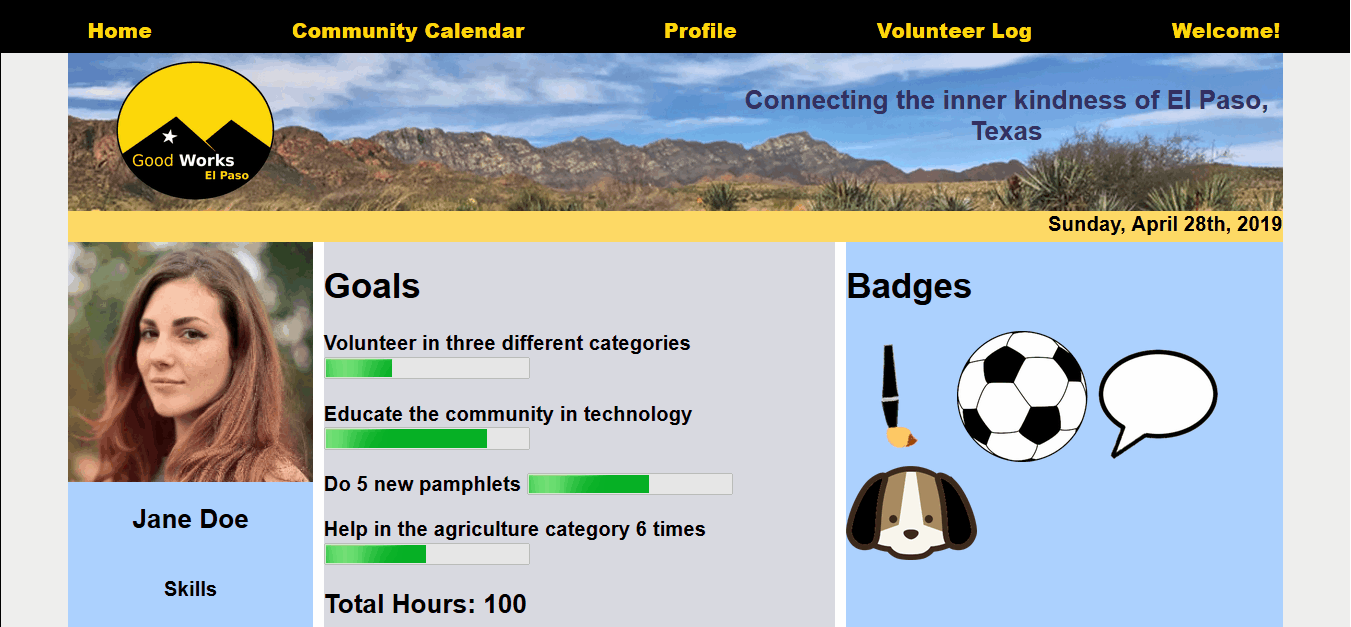 Home Community Calendar Profile Volunteer Log Welcome!
Good Works
El Paso
Connecting the inner kindness of El Paso,
Texas
Sunday, April 28th, 2019
Jane Doe
Skills
Goals
Volunteer in three different categories
Educate the community in technology
Do 5 new pamphlets
Help in the agriculture category 6 times
Total Hours: 100
Badges